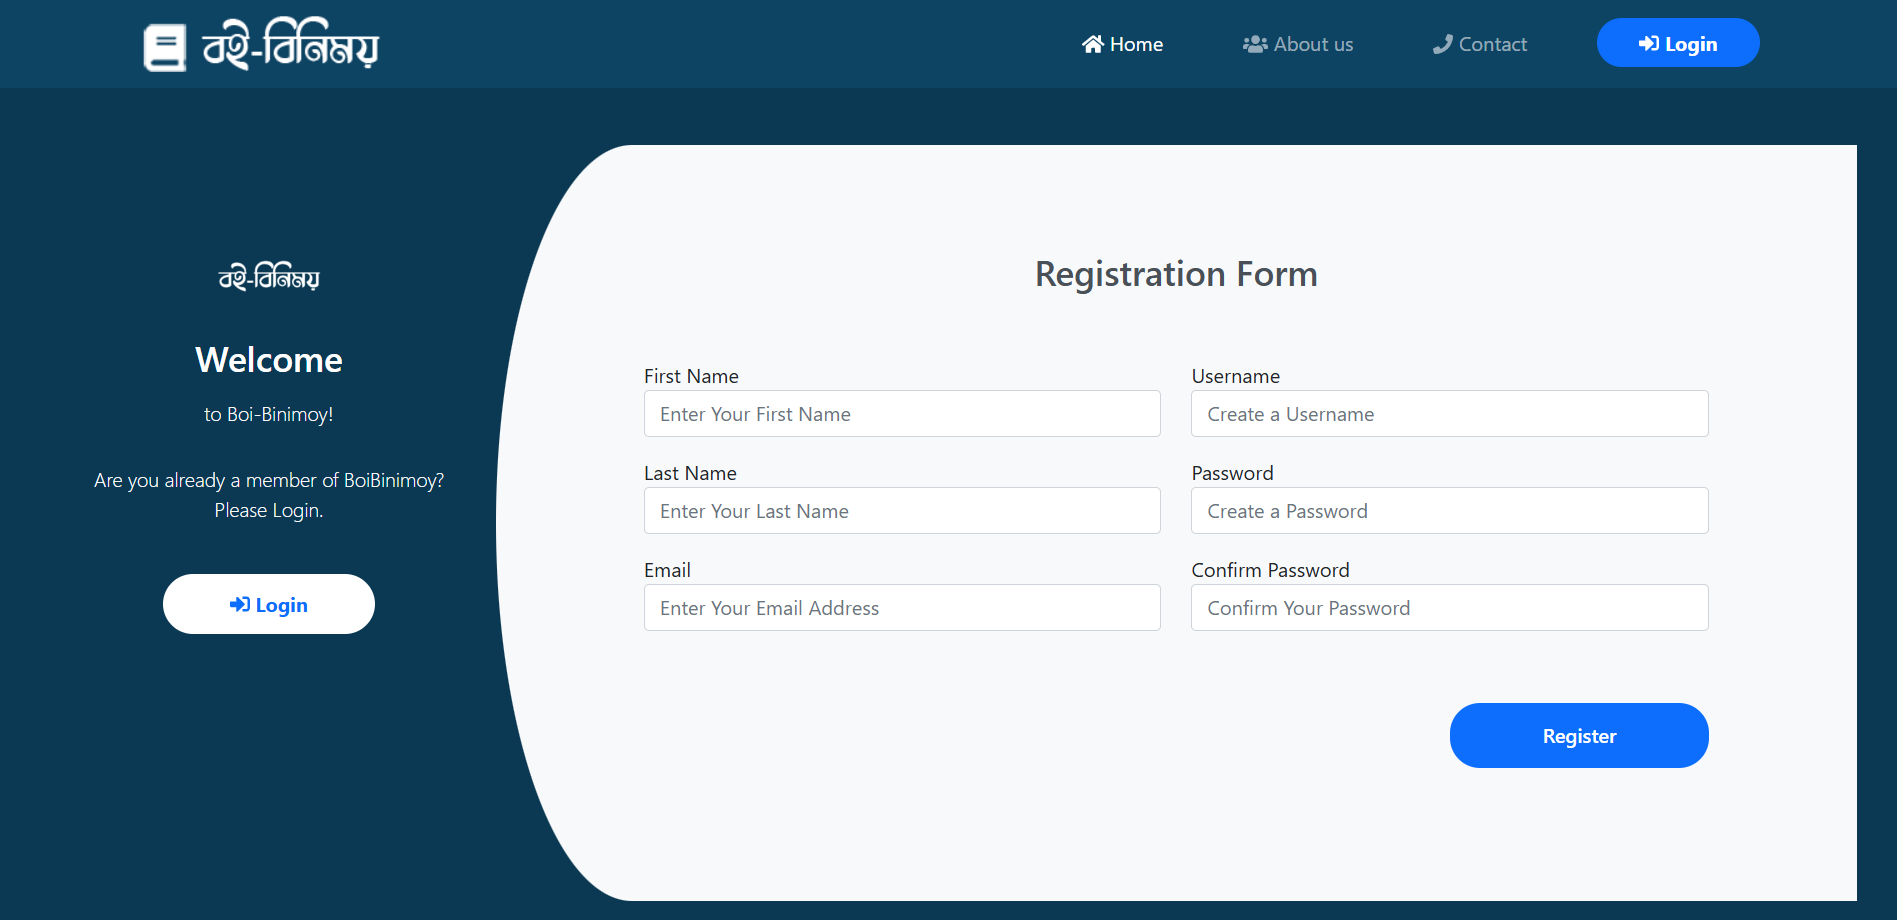 বই-বিনিময়
Home
About us
Contact
Login
বই-বিনিময়
Welcome
to Boi-Binimoy!
Are you already a member of BoiBinimoy?
Please Login.
Login
Registration Form
First Name
Enter Your First Name
Username
Create a Username
Last Name
Enter Your Last Name
Password
Create a Password
Email
Enter Your Email Address
Confirm Password
Confirm Your Password
Register